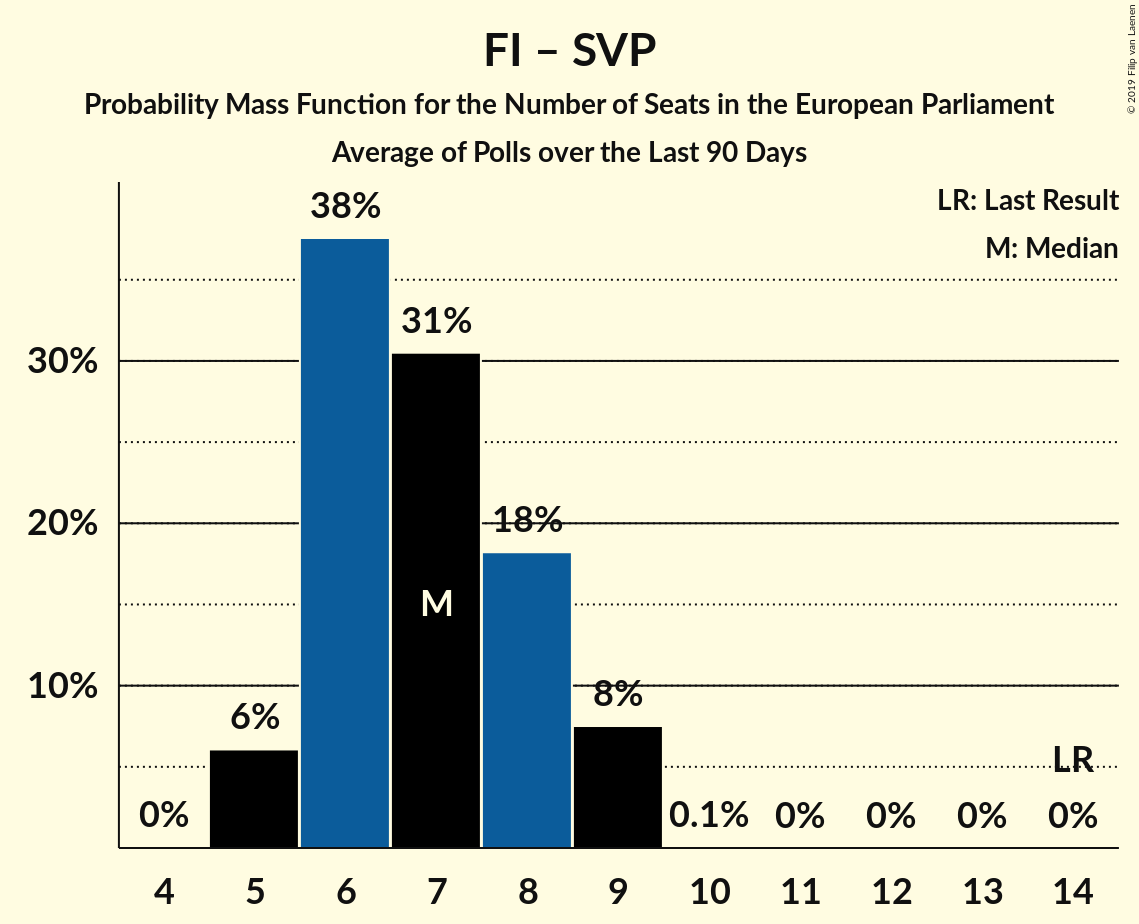 FI – SVP
Probability Mass Function for the Number of Seats in the European Parliament
Average of Polls over the Last 90 Days
© 2019 Filip van Laenen
LR: Last Result
M: Median
38%
31%
30%
18%
20%
M
10%
8%
6%
LR
0%
0.1%
0%
0%
0%
0%
4 5 6 7 8 9 10 11 12 13 14